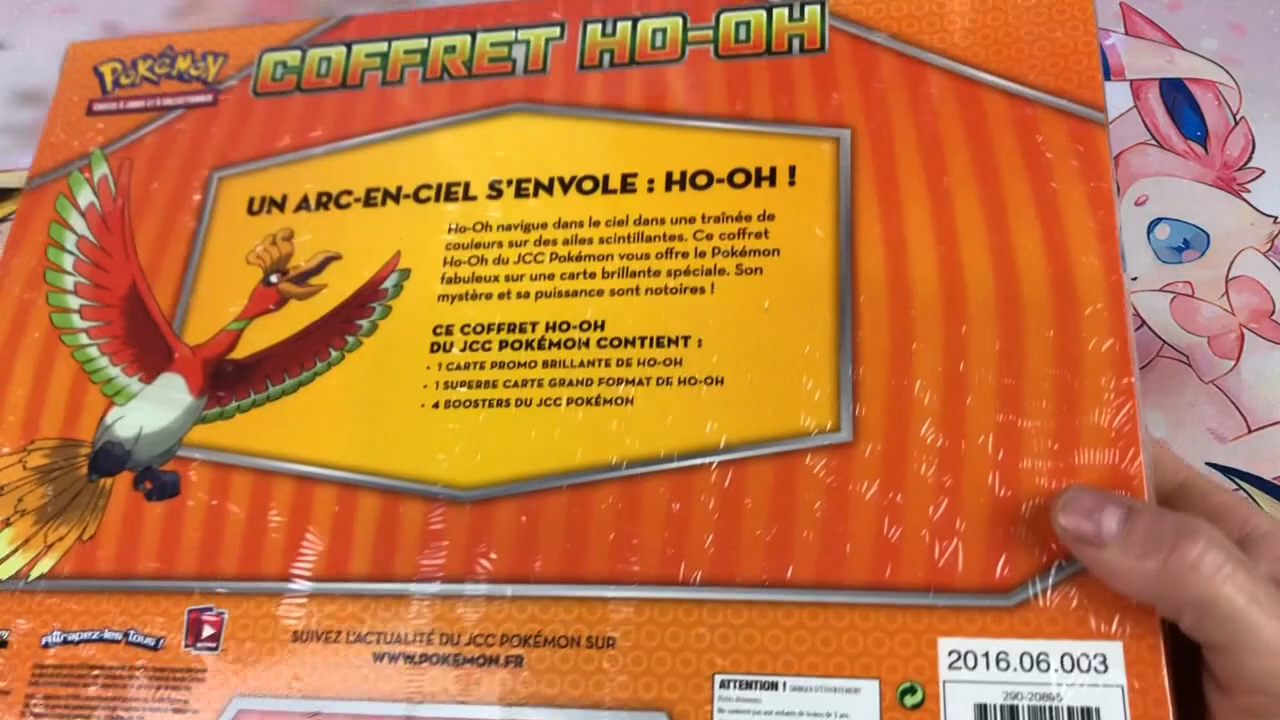 POKÉMON
COFFRET HO-OH
CARTES À JOUER ET À COLLECTIONNER
UN ARC-EN-CIEL S'ENVOLE : HO-OH !
Ho-Oh navigue dans le ciel dans une traînée de
couleurs sur des ailes scintillantes. Ce coffret
Ho-Oh du JCC Pokémon vous offre le Pokémon
fabuleux sur une carte brillante spéciale. Son
mystère et sa puissance sont notoires !
CE COFFRET HO-OH
DU JCC POKÉMON CONTIENT :
• 1 CARTE PROMO BRILLANTE DE HO-OH
• 1 SUPERBE CARTE GRAND FORMAT DE HO-OH
• 4 BOOSTERS DU JCC POKÉMON
Attrapez-les Tous !
SUIVEZ L'ACTUALITÉ DU JCC POKÉMON SUR
WWW.POKEMON.FR
ATTENTION !
2016.06.003
290-20895